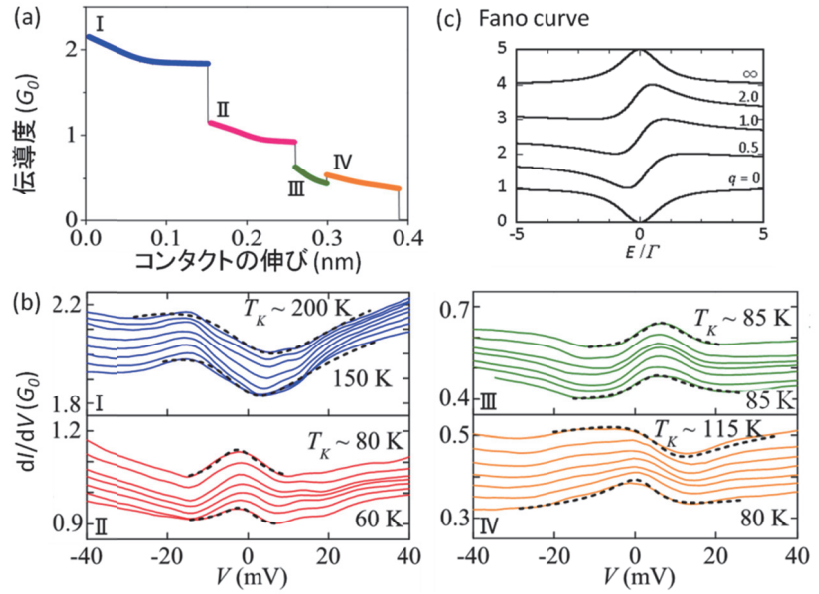 (a)
I
II
III
IV
2
1
0
0.0
0.1
0.2
0.3
0.4
伝導度 (G0)
コンタクトの伸び (nm)
(c) Fano curve
5
4
3
2
1
0
∞
2.0
1.0
0.5
q = 0
-5
0
5
E/Γ
(b)
2.2
1.8
TK ~ 200 K
150 K
I
1.2
0.9
TK ~ 80 K
60 K
II
dI/dV (G0)
-40
-20
0
20
40
V (mV)
0.7
0.4
TK ~ 85 K
85 K
III
0.5
0.3
TK ~ 115 K
80 K
IV
-40
-20
0
20
40
V (mV)